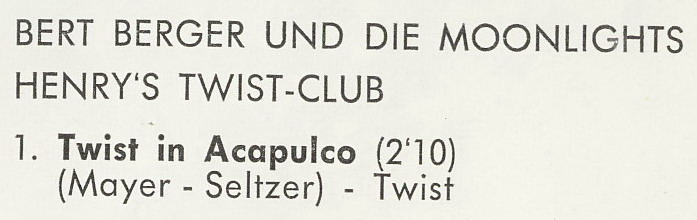 BERT BERGER UND DIE MOONLIGHTS
HENRY'S TWIST-CLUB
1. Twist in Acapulco (2'10)
(Mayer - Seltzer) - Twist